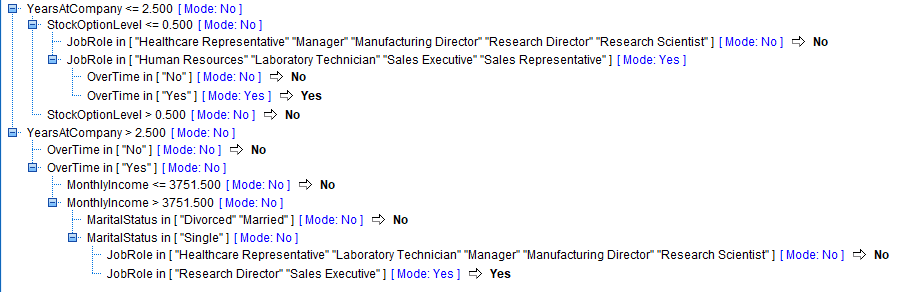 YearsAtCompany <= 2.500 [ Mode: No ]
StockOptionLevel <= 0.500 [ Mode: No ]
JobRole in [ "Healthcare Representative" "Manager" "Manufacturing Director" "Research Director" "Research Scientist" ] [ Mode: No ] ⇨ No
JobRole in [ "Human Resources" "Laboratory Technician" "Sales Executive" "Sales Representative" ] [ Mode: Yes ]
OverTime in [ "No" ] [ Mode: No ] ⇨ No
OverTime in [ "Yes" ] [ Mode: Yes ] ⇨ Yes
StockOptionLevel > 0.500 [ Mode: No ] ⇨ No
YearsAtCompany > 2.500 [ Mode: No ]
OverTime in [ "No" ] [ Mode: No ] ⇨ No
OverTime in [ "Yes" ] [ Mode: No ]
MonthlyIncome <= 3751.500 [ Mode: No ] ⇨ No
MonthlyIncome > 3751.500 [ Mode: No ]
MaritalStatus in [ "Divorced" "Married" ] [ Mode: No ] ⇨ No
MaritalStatus in [ "Single" ] [ Mode: No ]
JobRole in [ "Healthcare Representative" "Laboratory Technician" "Manager" "Manufacturing Director" "Research Scientist" ] [ Mode: No ] ⇨ No
JobRole in [ "Research Director" "Sales Executive" ] [ Mode: Yes ] ⇨ Yes